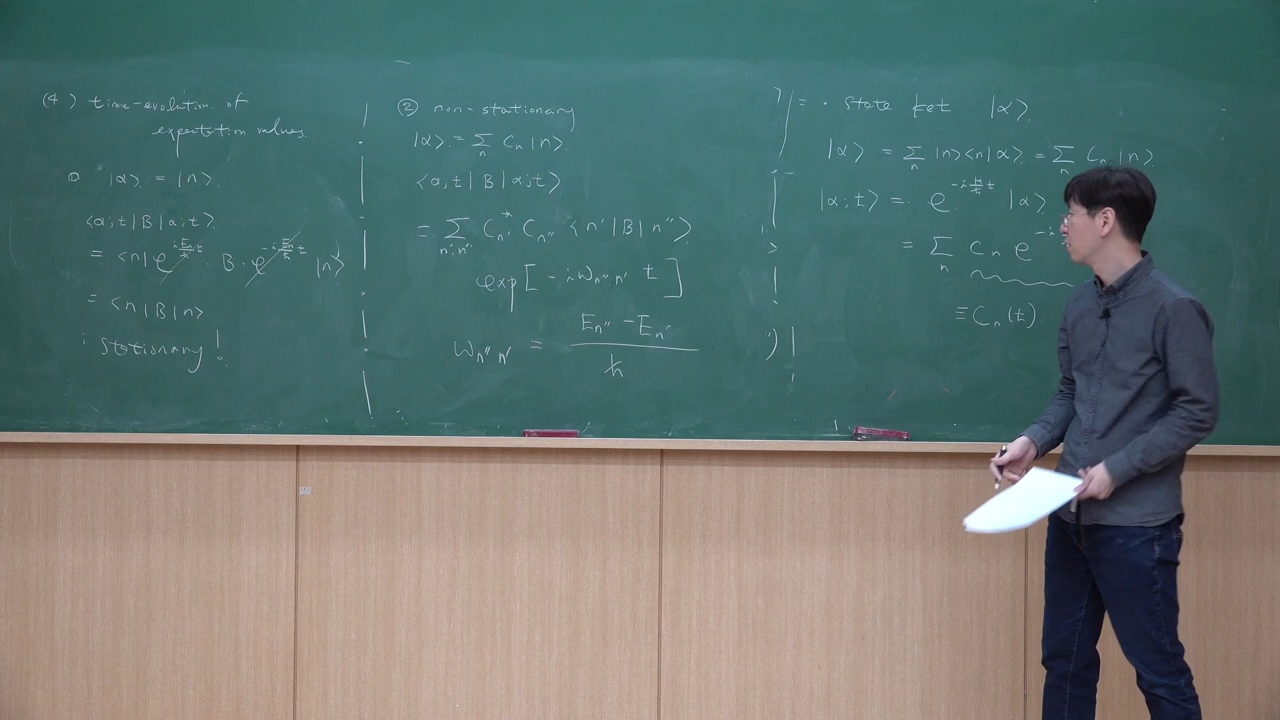 (4) time-evolution of
expectation values.
① |α⟩ = |n⟩.
⟨α;t|B|α;t⟩.
= ⟨n| e^{iE_n/ħ t} · B · e^{-iE_n/ħ t} |n⟩
= ⟨n|B|n⟩
: stationary!
② non-stationary
|α⟩ = Σ_n C_n |n⟩.
⟨α,t|B|α;t⟩
= Σ_{n',n''} C_{n'}^* C_{n''} ⟨n'|B|n''⟩
exp[-iω_{n''n'} t]
ω_{n''n'} = (E_{n''} - E_{n'}) / ħ
· state ket |α⟩.
|α⟩ = Σ_n |n⟩⟨n|α⟩ = Σ_n C_n |n⟩
|α;t⟩ = e^{-i H/ħ t} |α⟩
= Σ_n C_n e^{-i
≡ C_n(t)